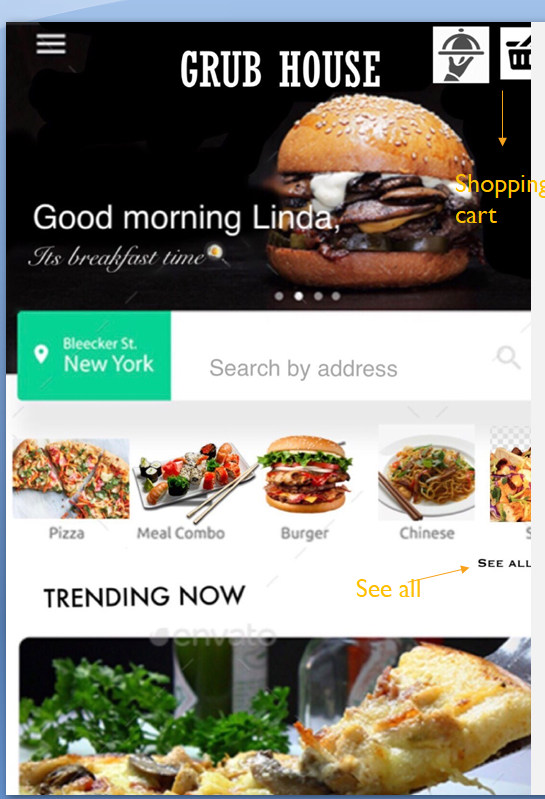 GRUB HOUSE
Shopping
cart
Good morning Linda,
Its breakfast time
Bleecker St.
New York
Search by address
Pizza
Meal Combo
Burger
Chinese
S
SEE ALL
See all
TRENDING NOW
envato